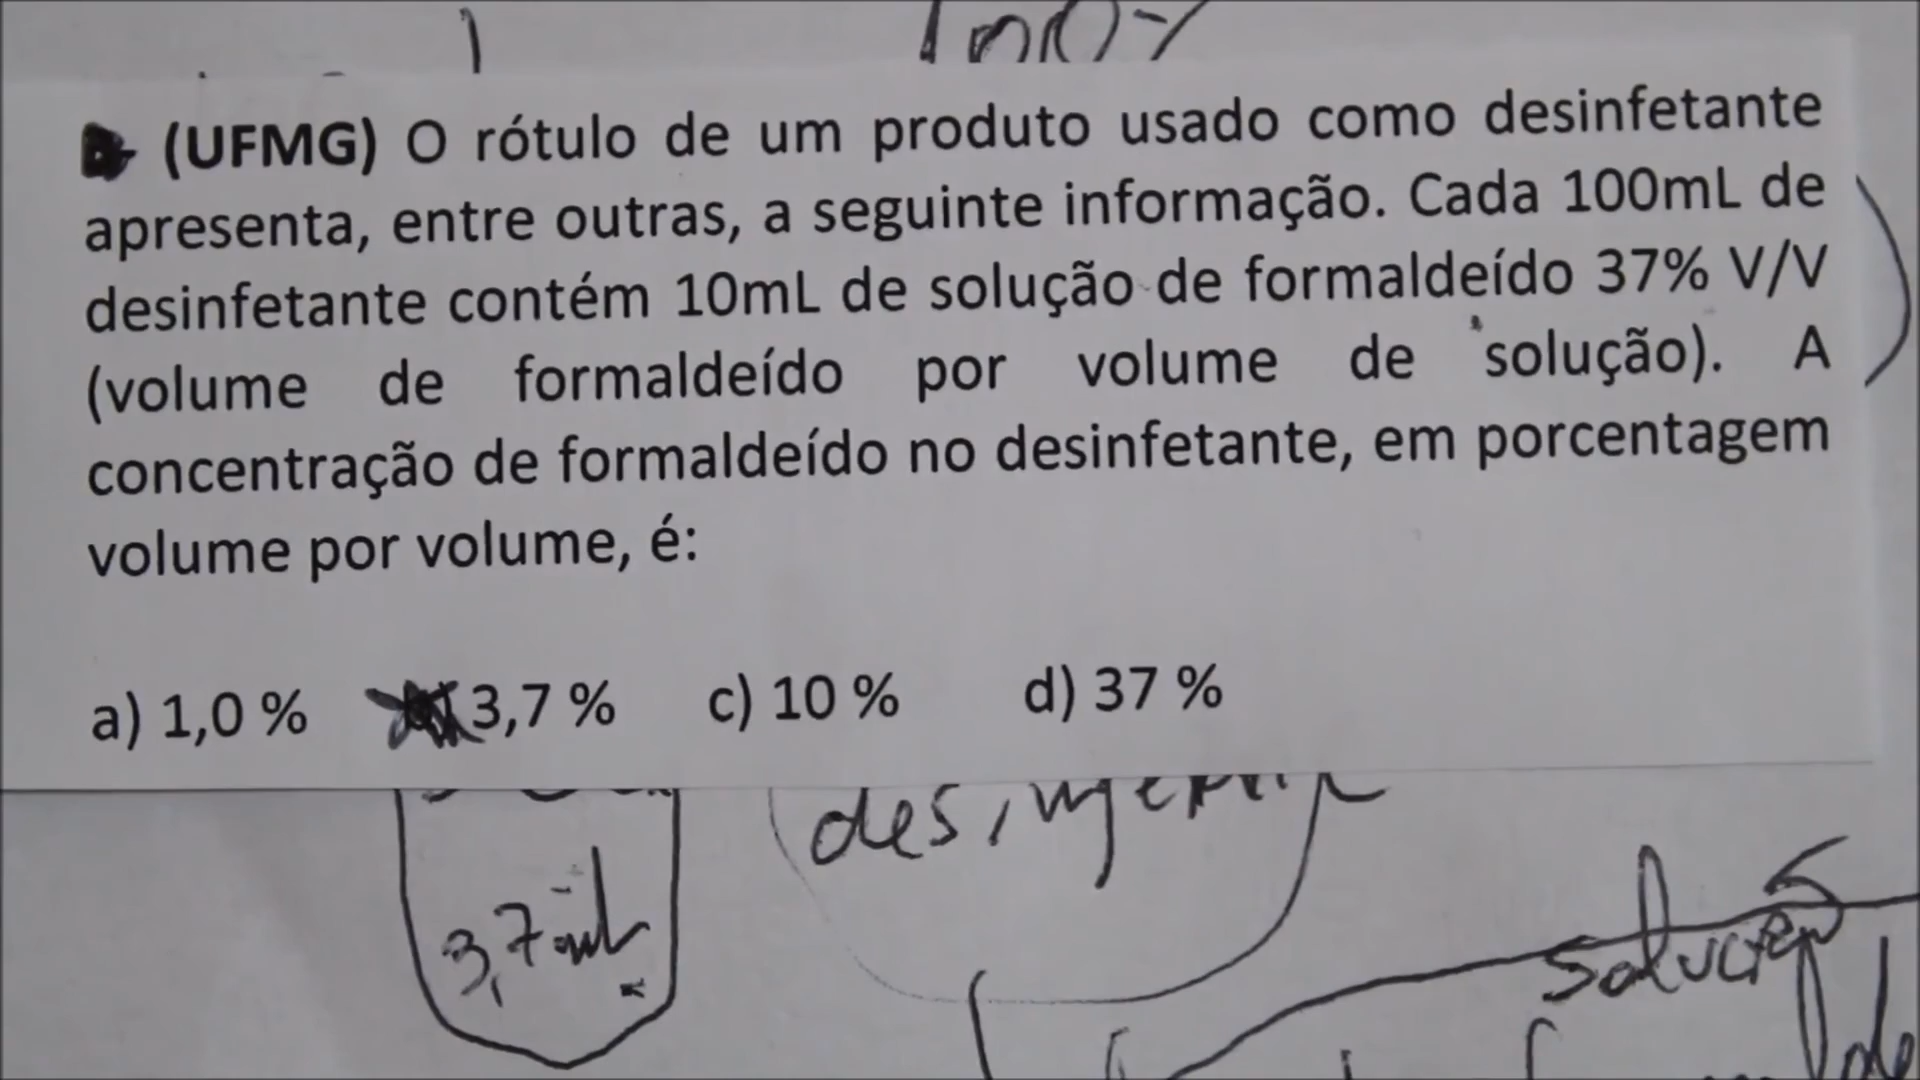 (UFMG) O rótulo de um produto usado como desinfetante
apresenta, entre outras, a seguinte informação. Cada 100mL de
desinfetante contém 10mL de solução de formaldeído 37% V/V
(volume de formaldeído por volume de solução). A
concentração de formaldeído no desinfetante, em porcentagem
volume por volume, é:
a) 1,0 % 3,7 % c) 10 % d) 37 %
3,7 mL